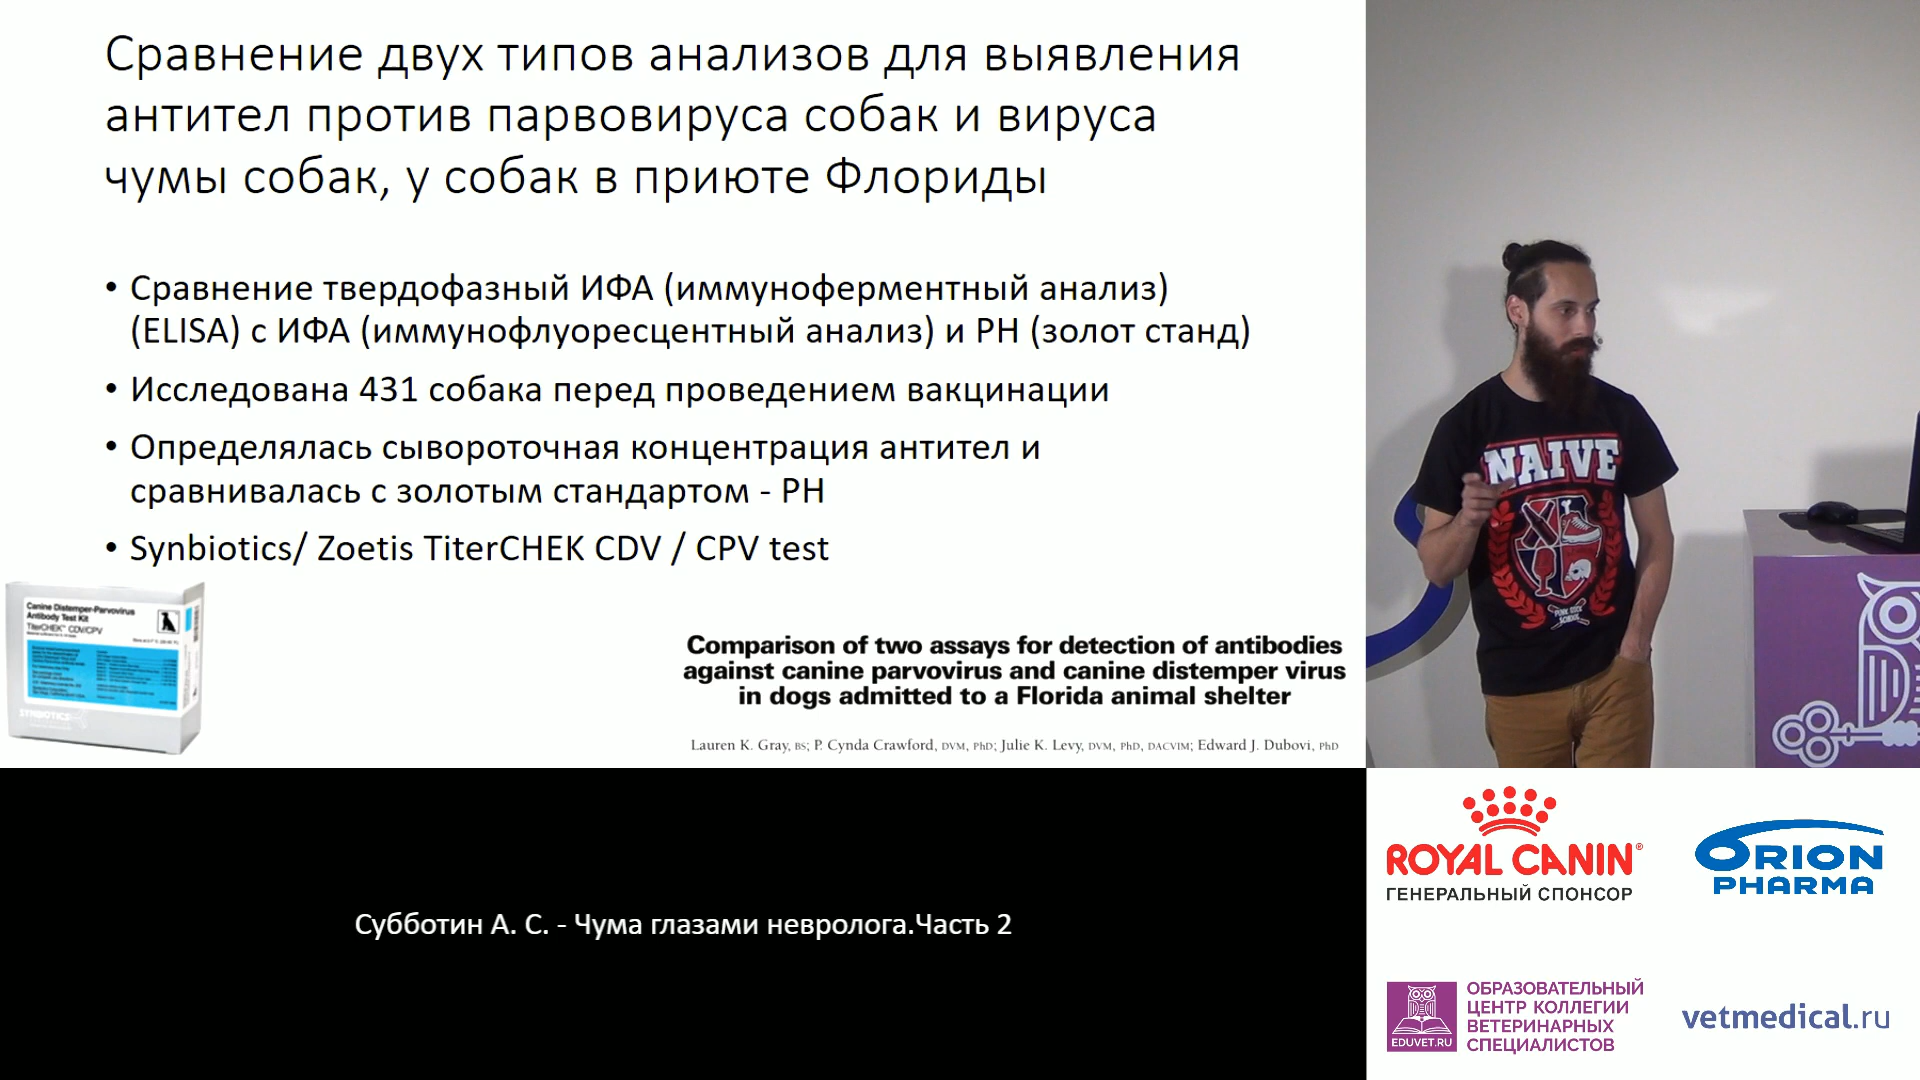 Сравнение двух типов анализов для выявления
антител против парвовируса собак и вируса
чумы собак, у собак в приюте Флориды
• Сравнение твердофазный ИФА (иммуноферментный анализ)
(ELISA) с ИФА (иммунофлуоресцентный анализ) и РН (золот станд)
• Исследована 431 собака перед проведением вакцинации
• Определялась сывороточная концентрация антител и
сравнивалась с золотым стандартом - РН
• Synbiotics/ Zoetis TiterCHEK CDV / CPV test
Canine Distemper-Parvovirus
Antibody Test Kit
TiterCHEK™ CDV/CPV
SYNBIOTICS
Comparison of two assays for detection of antibodies
against canine parvovirus and canine distemper virus
in dogs admitted to a Florida animal shelter
Lauren K. Gray, BS; P. Cynda Crawford, DVM, PhD; Julie K. Levy, DVM, PhD, DACVIM; Edward J. Dubovi, PhD
NAIVE
PUNK ROCK
SCHOOL
Субботин А. С. - Чума глазами невролога.Часть 2
ROYAL CANIN®
ГЕНЕРАЛЬНЫЙ СПОНСОР
ORION
PHARMA
EDUVET.RU
ОБРАЗОВАТЕЛЬНЫЙ
ЦЕНТР КОЛЛЕГИИ
ВЕТЕРИНАРНЫХ
СПЕЦИАЛИСТОВ
vetmedical.ru